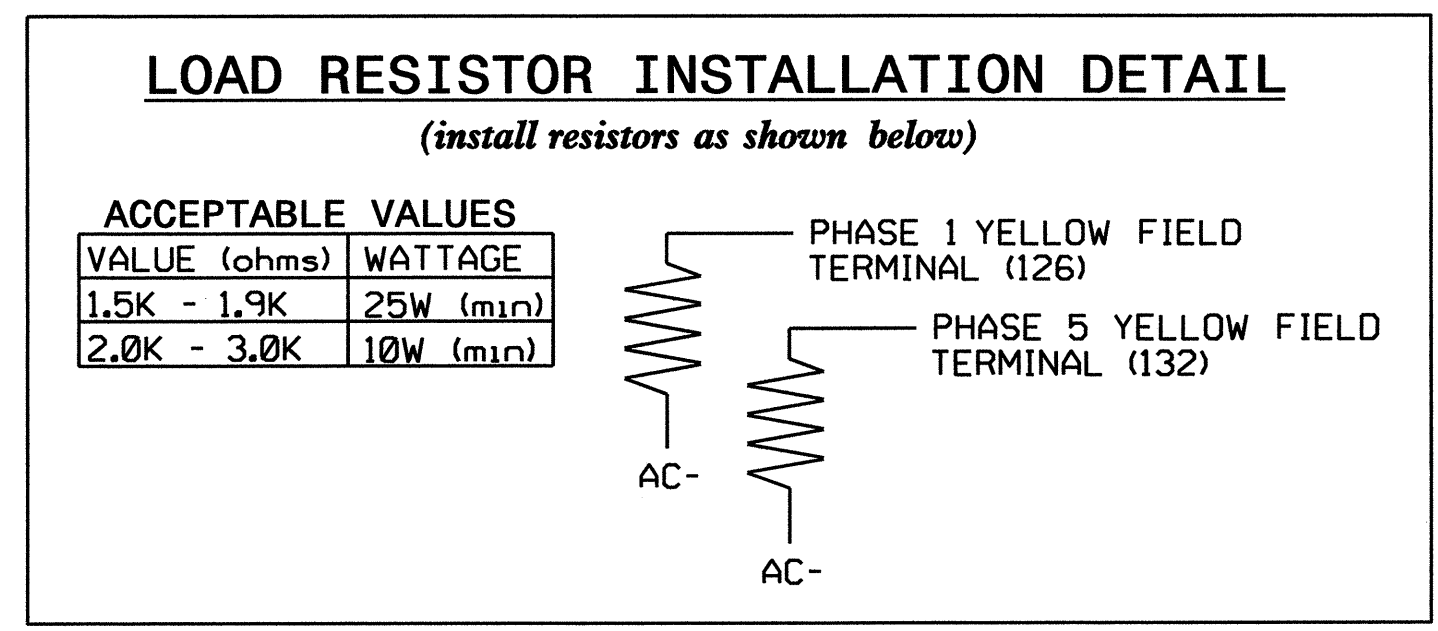 LOAD RESISTOR INSTALLATION DETAIL
(install resistors as shown below)
ACCEPTABLE VALUES
VALUE (ohms) WATTAGE
1.5K - 1.9K 25W (min)
2.0K - 3.0K 10W (min)
PHASE 1 YELLOW FIELD
TERMINAL (126)
PHASE 5 YELLOW FIELD
TERMINAL (132)
AC-
AC-